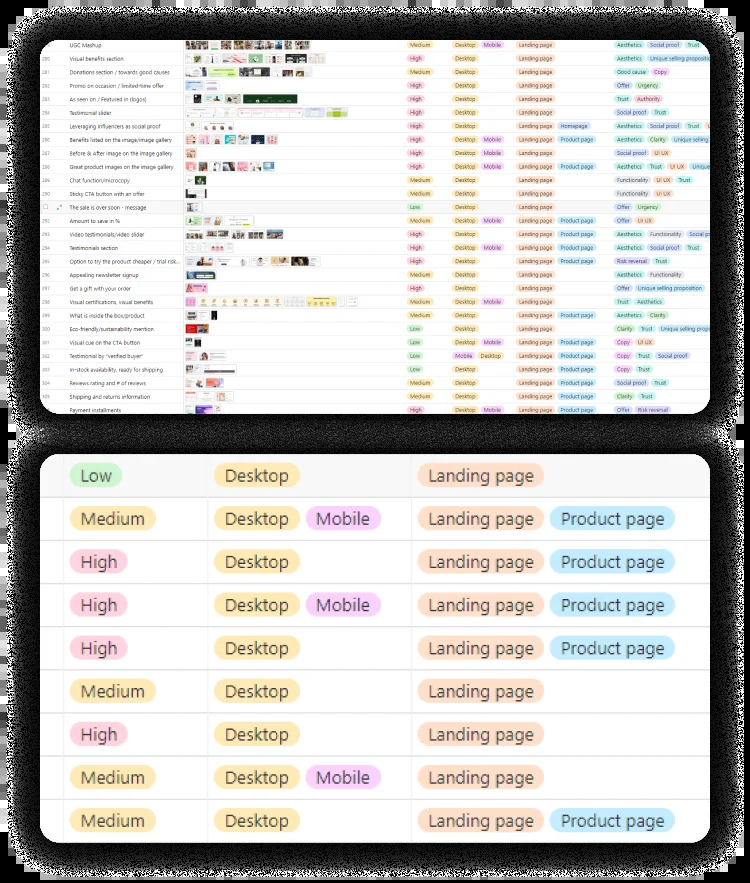 UGC Mashup Medium Desktop Mobile Landing page Aesthetics Social proof Trust
280 Visual benefits section High Desktop Landing page Aesthetics Unique selling propositio
281 Donations section / towards good causes Medium Desktop Landing page Good cause Copy
282 Promo on occasion / limited-time offer High Desktop Landing page Offer Urgency
283 As seen on / Featured in (logos) High Desktop Landing page Trust Authority
284 Testimonial slider High Desktop Landing page Social proof Trust
285 Leveraging influencers as social proof High Desktop Landing page Homepage Aesthetics Social proof Trust
286 Benefits listed on the image/image gallery High Desktop Mobile Landing page Product page Aesthetics Clarity Unique selling
287 Before & After image on the image gallery High Desktop Mobile Landing page Social proof UI UX
288 Great product images on the image gallery High Desktop Mobile Landing page Product page Aesthetics Trust UI UX Unique
289 Chat function/microcopy Medium Desktop Landing page Functionality UI UX Trust
290 Sticky CTA button with an offer Medium Desktop Landing page Functionality UI UX
The sale is over soon - message Low Desktop Landing page Offer Urgency
292 Amount to save in % Medium Desktop Mobile Landing page Product page Offer UI UX
293 Video testimonials/video slider High Desktop Mobile Landing page Product page Aesthetics Functionality Social p
294 Testimonials section High Desktop Mobile Landing page Product page Aesthetics Social proof Trust
295 Option to try the product cheaper / trial risk... High Desktop Landing page Product page Risk reversal Trust
296 Appealing newsletter signup Medium Desktop Landing page Aesthetics Functionality
297 Get a gift with your order High Desktop Landing page Offer Unique selling proposition
298 Visual certifications, visual benefits Medium Desktop Mobile Landing page Trust Aesthetics
299 What is inside the box/product Medium Desktop Landing page Product page Aesthetics Clarity
300 Eco-friendly/sustainability mention Low Desktop Landing page Product page Clarity Trust Unique selling propo
301 Visual cue on the CTA button Low Desktop Mobile Landing page Product page Copy UI UX
302 Testimonial by "verified buyer" Low Mobile Desktop Landing page Product page Copy Trust Social proof
303 In-stock availability, ready for shipping Low Desktop Landing page Product page Copy Trust
304 Reviews rating and # of reviews Medium Desktop Landing page Product page Social proof Trust
305 Shipping and returns information Medium Desktop Landing page Product page Clarity Trust
Payment installments High Desktop Mobile Landing page Product page Offer Risk reversal
Low Desktop Landing page
Medium Desktop Mobile Landing page Product page
High Desktop Landing page Product page
High Desktop Mobile Landing page Product page
High Desktop Landing page Product page
Medium Desktop Landing page
High Desktop Landing page
Medium Desktop Mobile Landing page
Medium Desktop Landing page Product page